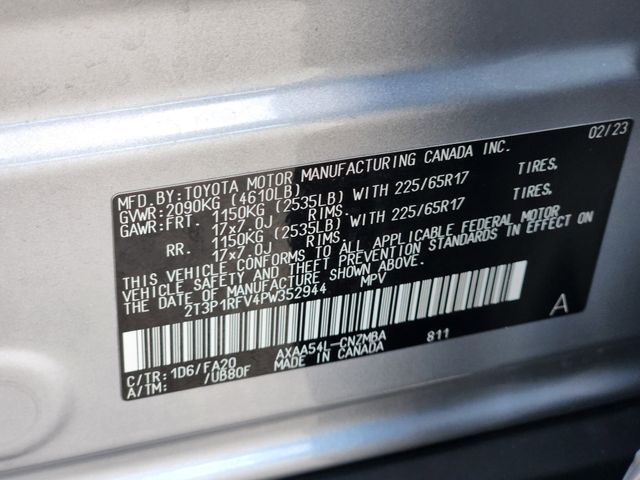 02/23
MFD.BY:TOYOTA MOTOR MANUFACTURING CANADA INC.
GVWR:2090KG (4610LB)
GAWR:FRT. 1150KG (2535LB) WITH 225/65R17 TIRES,
17x7.0J RIMS.
RR. 1150KG (2535LB) WITH 225/65R17 TIRES,
17x7.0J RIMS.
THIS VEHICLE CONFORMS TO ALL APPLICABLE FEDERAL MOTOR
VEHICLE SAFETY AND THEFT PREVENTION STANDARDS IN EFFECT ON
THE DATE OF MANUFACTURE SHOWN ABOVE.
2T3P1RFV4PW352944 MPV
A
C/TR:1D6/FA20 AXAA54L-CNZMBA 811
A/TM: /UB80F MADE IN CANADA